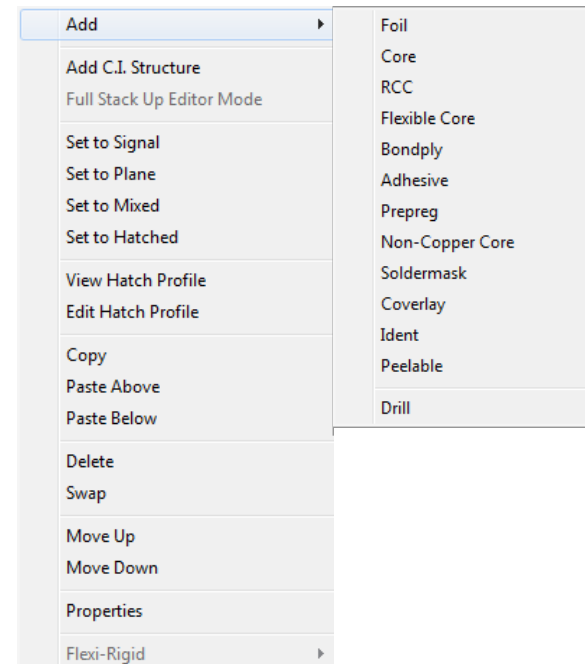 Add
Add C.I. Structure
Full Stack Up Editor Mode
Set to Signal
Set to Plane
Set to Mixed
Set to Hatched
View Hatch Profile
Edit Hatch Profile
Copy
Paste Above
Paste Below
Delete
Swap
Move Up
Move Down
Properties
Flexi-Rigid
Foil
Core
RCC
Flexible Core
Bondply
Adhesive
Prepreg
Non-Copper Core
Soldermask
Coverlay
Ident
Peelable
Drill